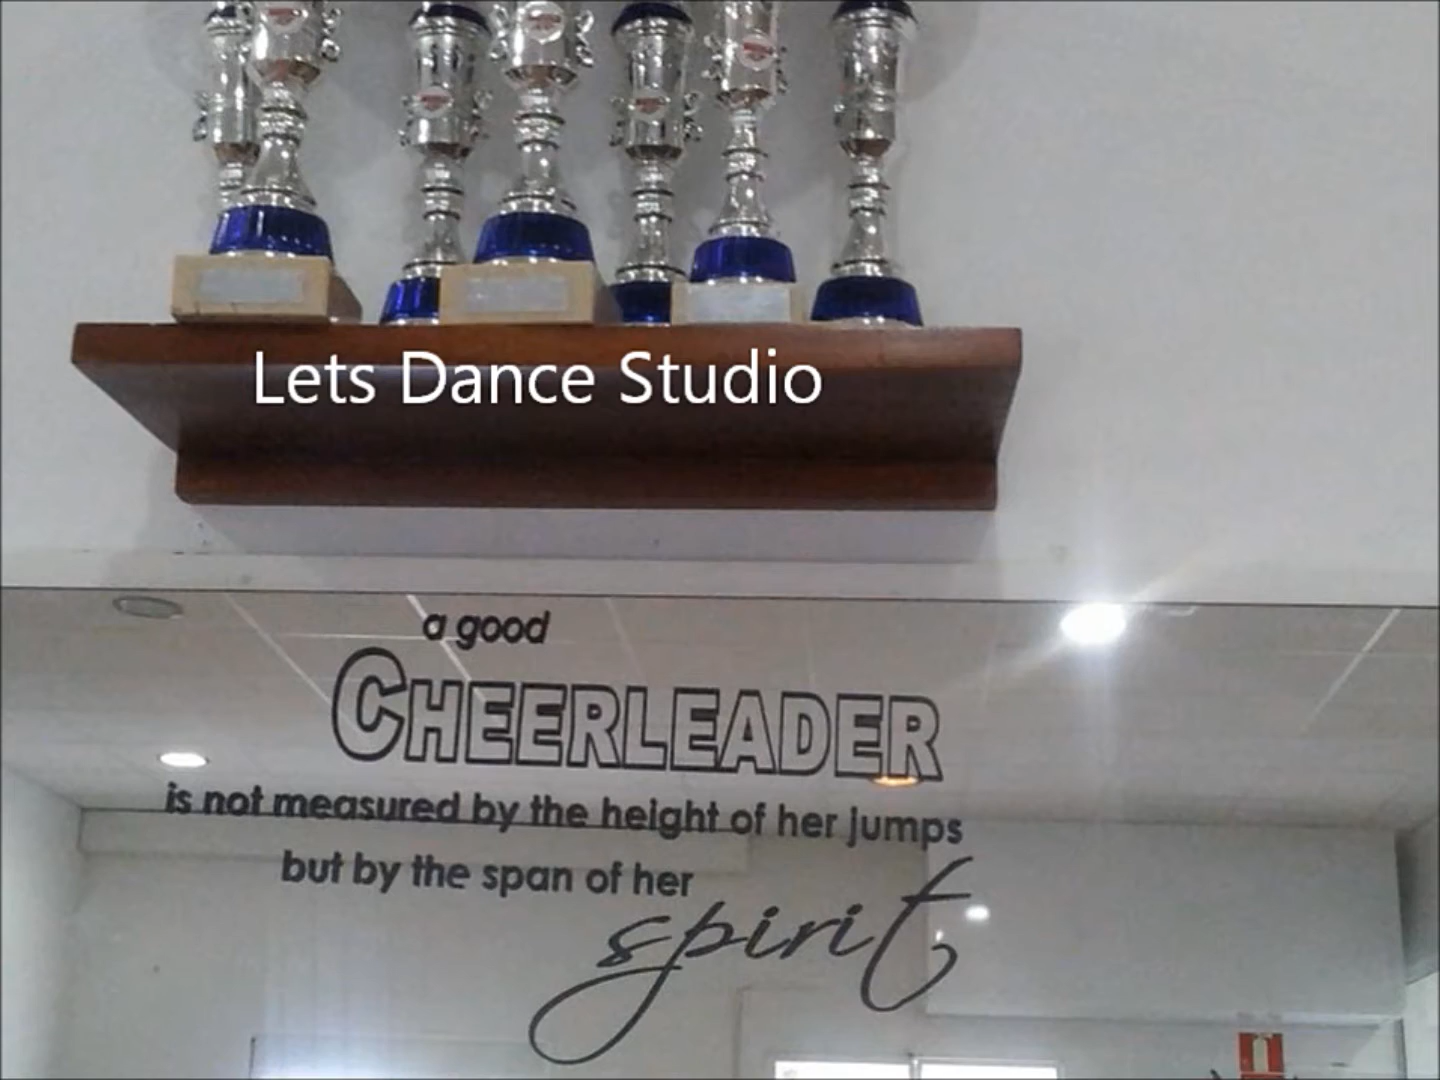 Lets Dance Studio
a good
CHEERLEADER
is not measured by the height of her jumps
but by the span of her
spirit